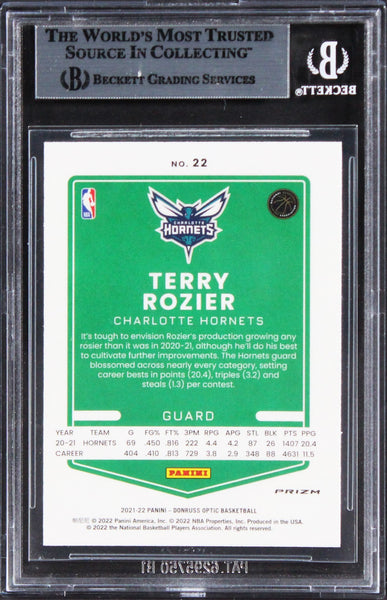 THE WORLD'S MOST TRUSTED
SOURCE IN COLLECTING™
BECKETT GRADING SERVICES
BECKETT
NO. 22
NBA
CHARLOTTE
HORNETS
TERRY
ROZIER
CHARLOTTE HORNETS
It's tough to envision Rozier's production growing any
rosier than it was in 2020-21, although he'll do his best
to cultivate further improvements. The Hornets guard
blossomed across nearly every category, setting
career bests in points (20.4), triples (3.2) and
steals (1.3) per contest.
GUARD
YEAR TEAM G FG% FT% 3PM RPG APG STL BLK PTS PPG
20-21 HORNETS 69 .450 .816 222 4.4 4.2 87 26 1407 20.4
CAREER 404 .410 .813 729 3.8 2.9 348 88 4631 11.5
PANINI
PRIZM
2021-22 PANINI - DONRUSS OPTIC BASKETBALL
© 2022 Panini America, Inc. © 2022 NBA Properties, Inc. Produced in the USA.
© 2022 the National Basketball Players Association. All rights reserved.